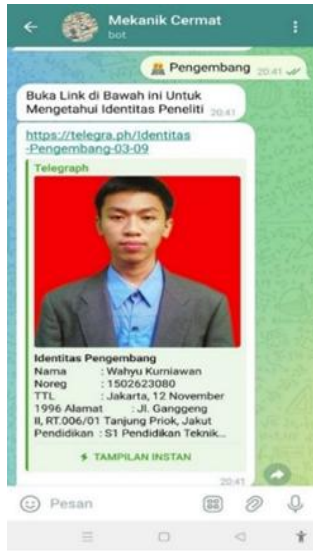 Mekanik Cermat
bot
Pengembang 20:41
Buka Link di Bawah ini Untuk
Mengetahui Identitas Peneliti 20:41
https://telegra.ph/Identitas
-Pengembang-03-09
Telegraph
Identitas Pengembang
Nama : Wahyu Kurniawan
Noreg : 1502623080
TTL : Jakarta, 12 November
1996 Alamat : Jl. Ganggeng
II, RT.006/01 Tanjung Priok, Jakut
Pendidikan : S1 Pendidikan Teknik...
TAMPILAN INSTAN
20:41
Pesan